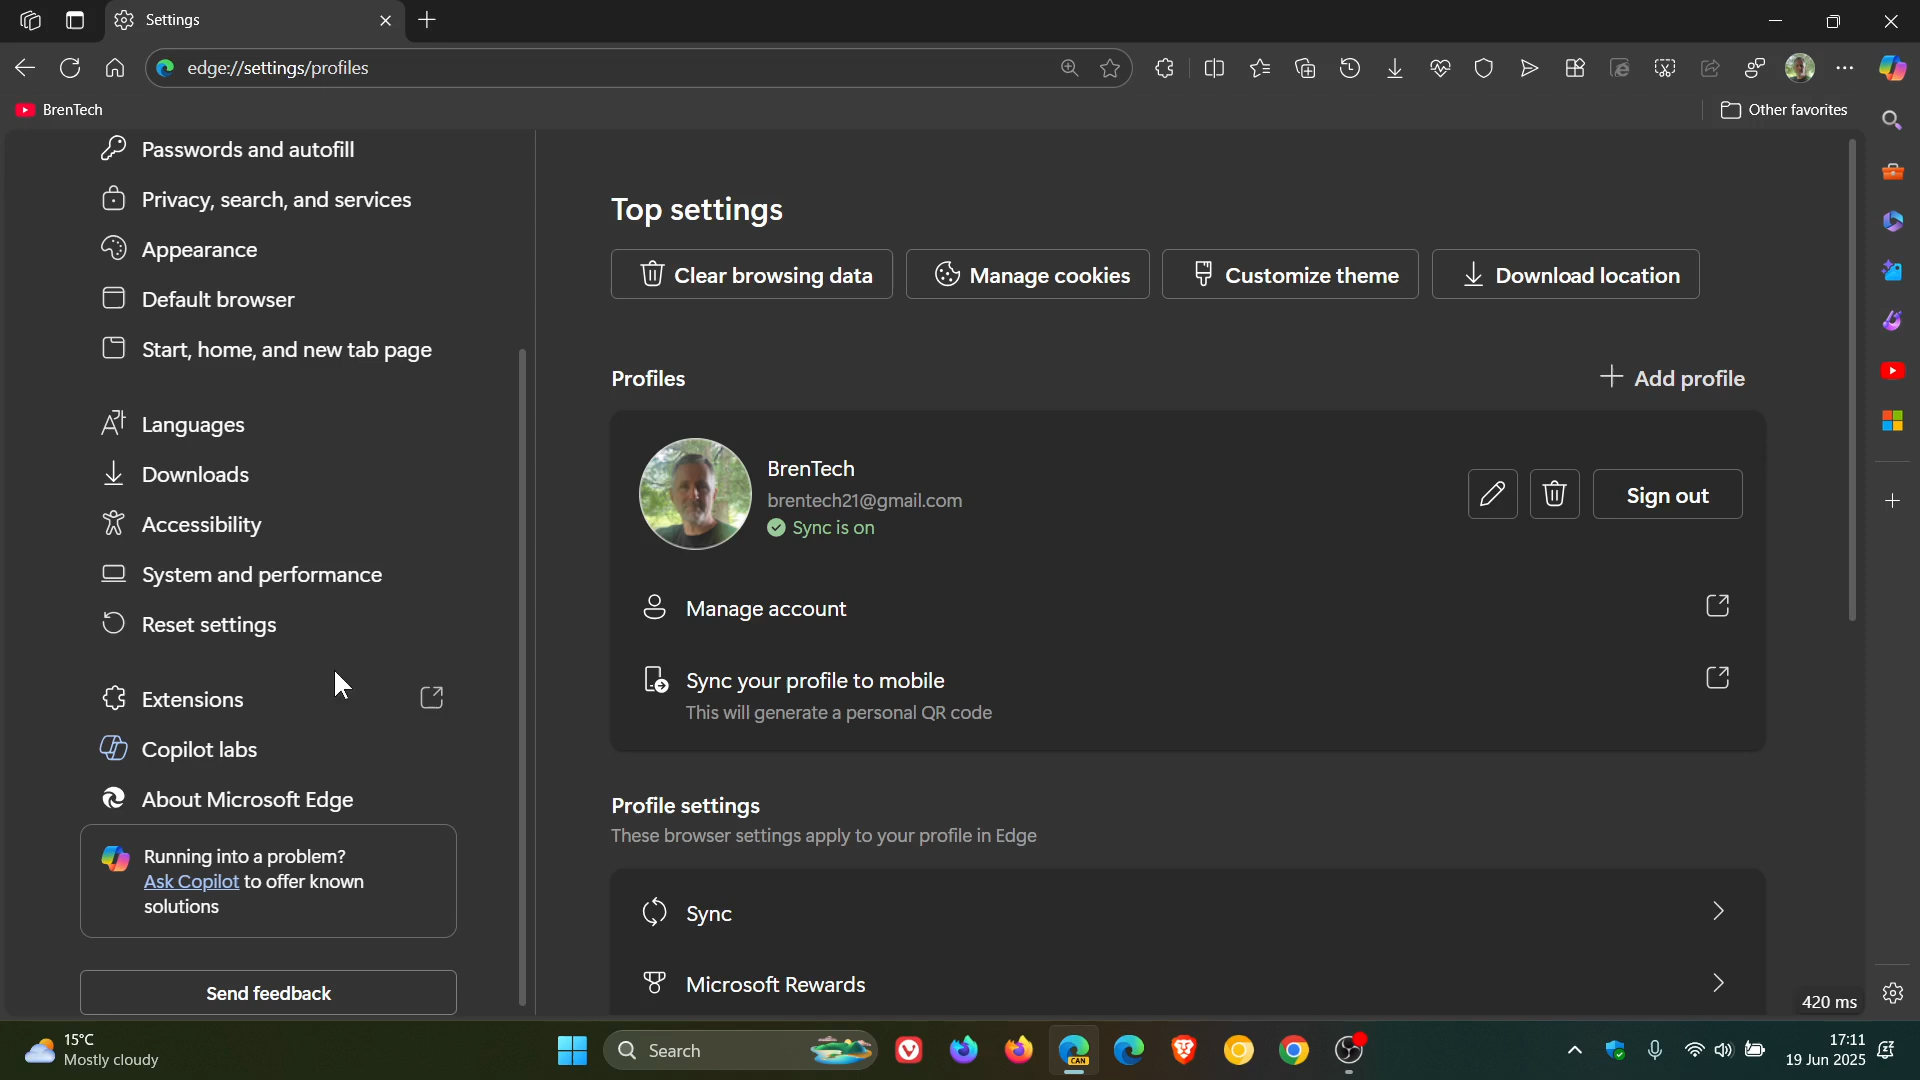 Settings
edge://settings/profiles
BrenTech
Other favorites
Passwords and autofill
Privacy, search, and services
Appearance
Default browser
Start, home, and new tab page
Languages
Downloads
Accessibility
System and performance
Reset settings
Extensions
Copilot labs
About Microsoft Edge
Running into a problem?
Ask Copilot to offer known
solutions
Send feedback
Top settings
Clear browsing data
Manage cookies
Customize theme
Download location
Profiles
Add profile
BrenTech
brentech21@gmail.com
Sync is on
Sign out
Manage account
Sync your profile to mobile
This will generate a personal QR code
Profile settings
These browser settings apply to your profile in Edge
Sync
Microsoft Rewards
420 ms
15°C
Mostly cloudy
Search
CAN
17:11
19 Jun 2025